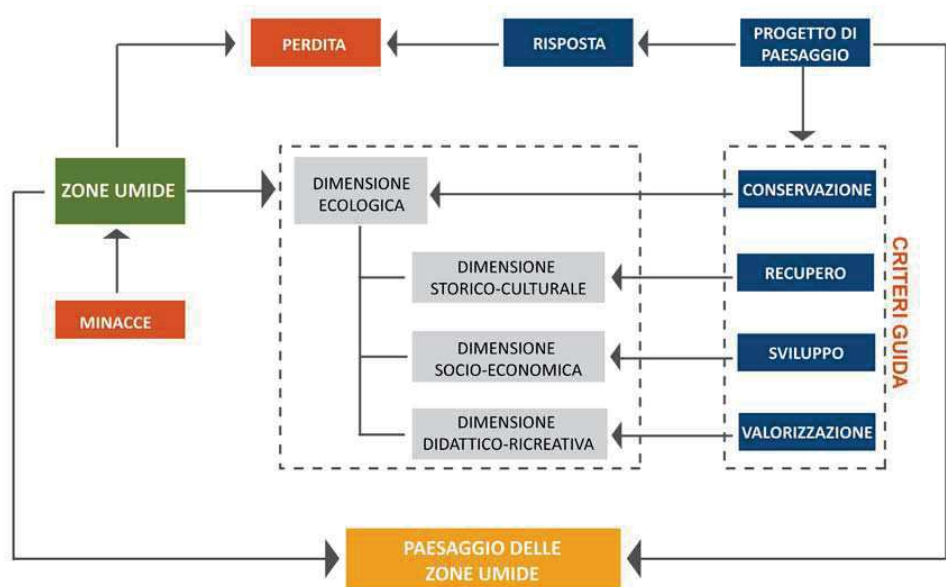 PERDITA
RISPOSTA
PROGETTO DI
PAESAGGIO
ZONE UMIDE
DIMENSIONE
ECOLOGICA
CONSERVAZIONE
DIMENSIONE
STORICO-CULTURALE
RECUPERO
MINACCE
DIMENSIONE
SOCIO-ECONOMICA
SVILUPPO
DIMENSIONE
DIDATTICO-RICREATIVA
VALORIZZAZIONE
CRITERI GUIDA
PAESAGGIO DELLE
ZONE UMIDE